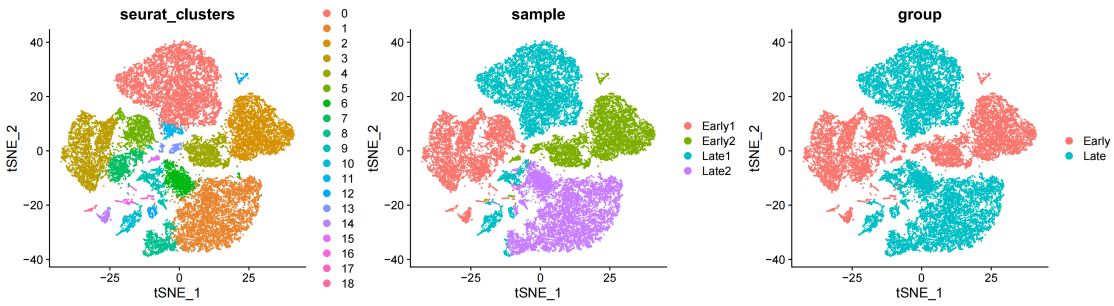 seurat_clusters
40
20
0
−20
−40
tSNE_2
−25
0
25
tSNE_1
0
1
2
3
4
5
6
7
8
9
10
11
12
13
14
15
16
17
18
sample
40
20
0
−20
−40
tSNE_2
−25
0
25
tSNE_1
Early1
Early2
Late1
Late2
group
40
20
0
−20
−40
tSNE_2
−25
0
25
tSNE_1
Early
Late